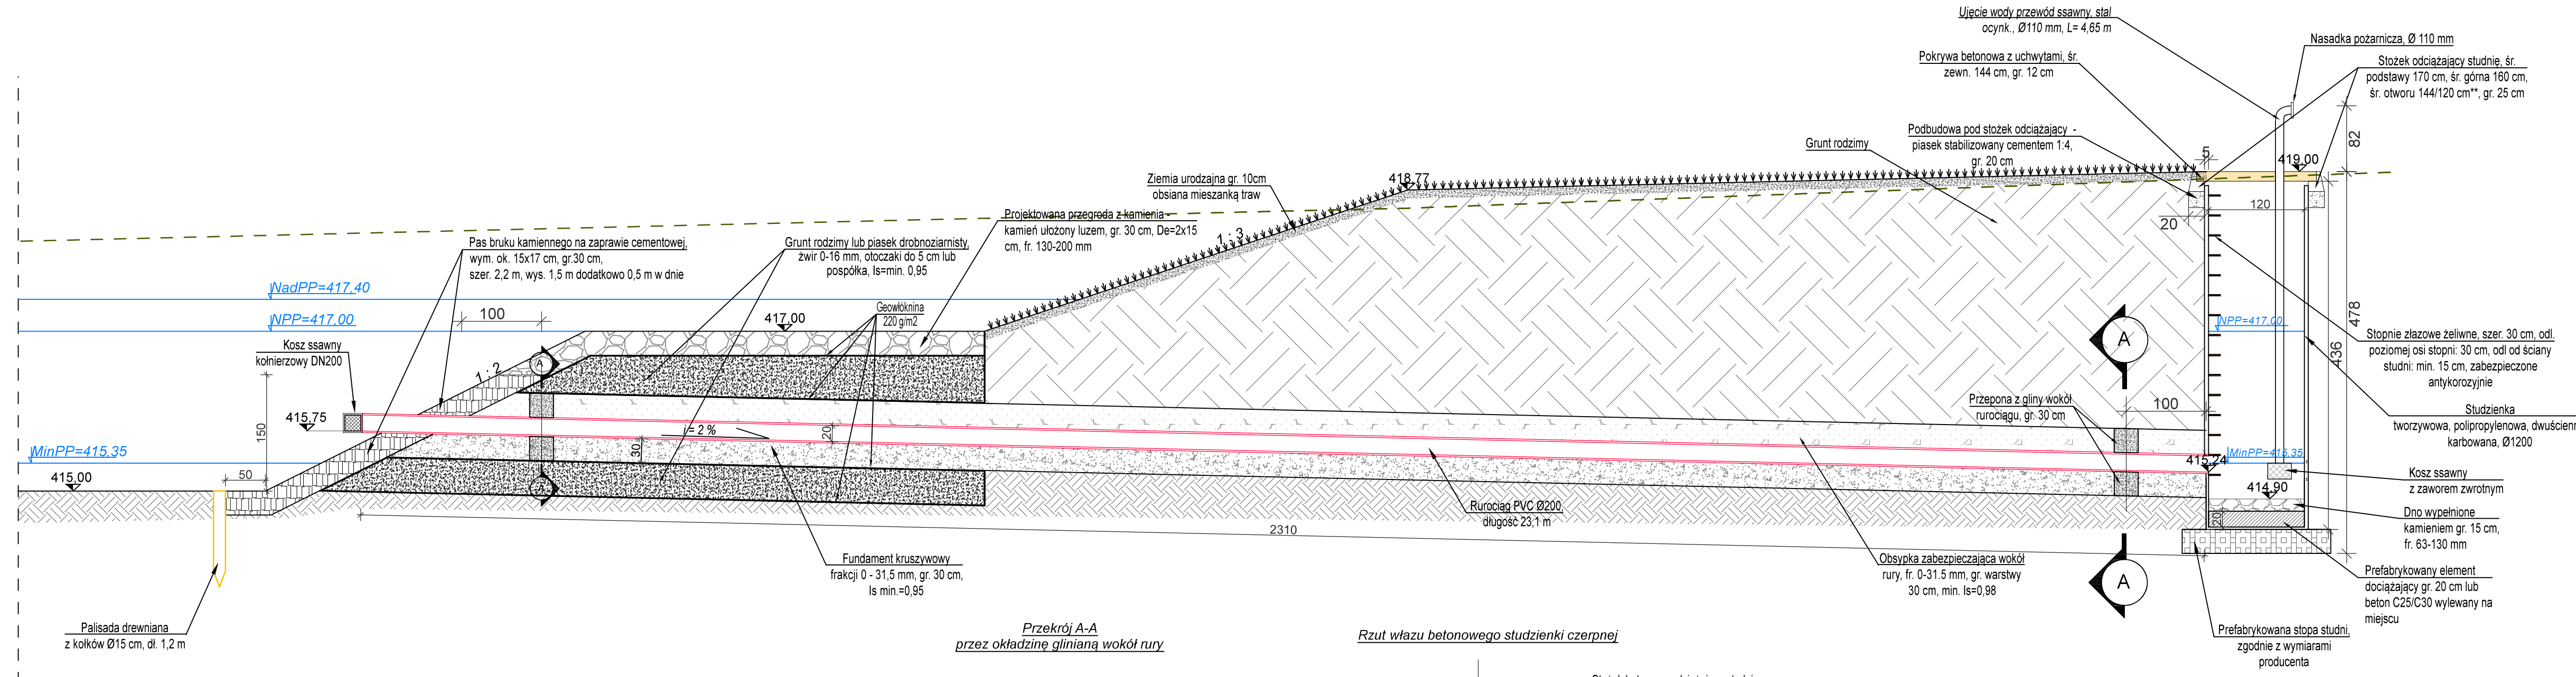 Ujęcie wody przewód ssawny, stal
ocynk., Ø110 mm, L= 4,65 m
Nasadka pożarnicza, Ø 110 mm
Pokrywa betonowa z uchwytami, śr.
zewn. 144 cm, gr. 12 cm
Stożek odciążający studnię, śr.
podstawy 170 cm, śr. górna 160 cm,
śr. otworu 144/120 cm**, gr. 25 cm
Podbudowa pod stożek odciążający -
piasek stabilizowany cementem 1:4,
gr. 20 cm
Grunt rodzimy
82
5
419.00
Ziemia urodzajna gr. 10cm
obsiana mieszanką traw
418.77
120
20
Projektowana przegroda z kamienia -
kamień ułożony luzem, gr. 30 cm, De=2x15
cm, fr. 130-200 mm
1 : 3
Pas bruku kamiennego na zaprawie cementowej,
wym. ok. 15x17 cm, gr.30 cm,
szer. 2,2 m, wys. 1,5 m dodatkowo 0,5 m w dnie
Grunt rodzimy lub piasek drobnoziarnisty,
żwir 0-16 mm, otoczaki do 5 cm lub
pospółka, Is=min. 0,95
NadPP=417,40
NPP=417,00
100
417.00
Geowłóknina
220 g/m2
NPP=417,00
478
436
Stopnie złazowe żeliwne, szer. 30 cm, odl.
poziomej osi stopni: 30 cm, odl od ściany
studni: min. 15 cm, zabezpieczone
antykorozyjnie
Kosz ssawny
kołnierzowy DN200
A
A
1 : 2
Przepona z gliny wokół
rurociągu, gr. 30 cm
100
Studzienka
tworzywowa, polipropylenowa, dwuścienn
karbowana, Ø1200
415.75
150
i = 2 %
20
30
MinPP=415,35
415.24
MinPP=415,35
Kosz ssawny
z zaworem zwrotnym
415.00
50
A
414.90
Rurociąg PVC Ø200,
długość 23,1 m
2310
20
Dno wypełnione
kamieniem gr. 15 cm,
fr. 63-130 mm
Fundament kruszywowy
frakcji 0 - 31,5 mm, gr. 30 cm,
Is min.=0,95
Obsypka zabezpieczająca wokół
rury, fr. 0-31.5 mm, gr. warstwy
30 cm, min. Is=0,98
A
Prefabrykowany element
dociążający gr. 20 cm lub
beton C25/C30 wylewany na
miejscu
Palisada drewniana
z kołków Ø15 cm, dł. 1,2 m
Przekrój A-A
przez okładzinę glinianą wokół rury
Rzut włazu betonowego studzienki czerpnej
Prefabrykowana stopa studni,
zgodnie z wymiarami
producenta